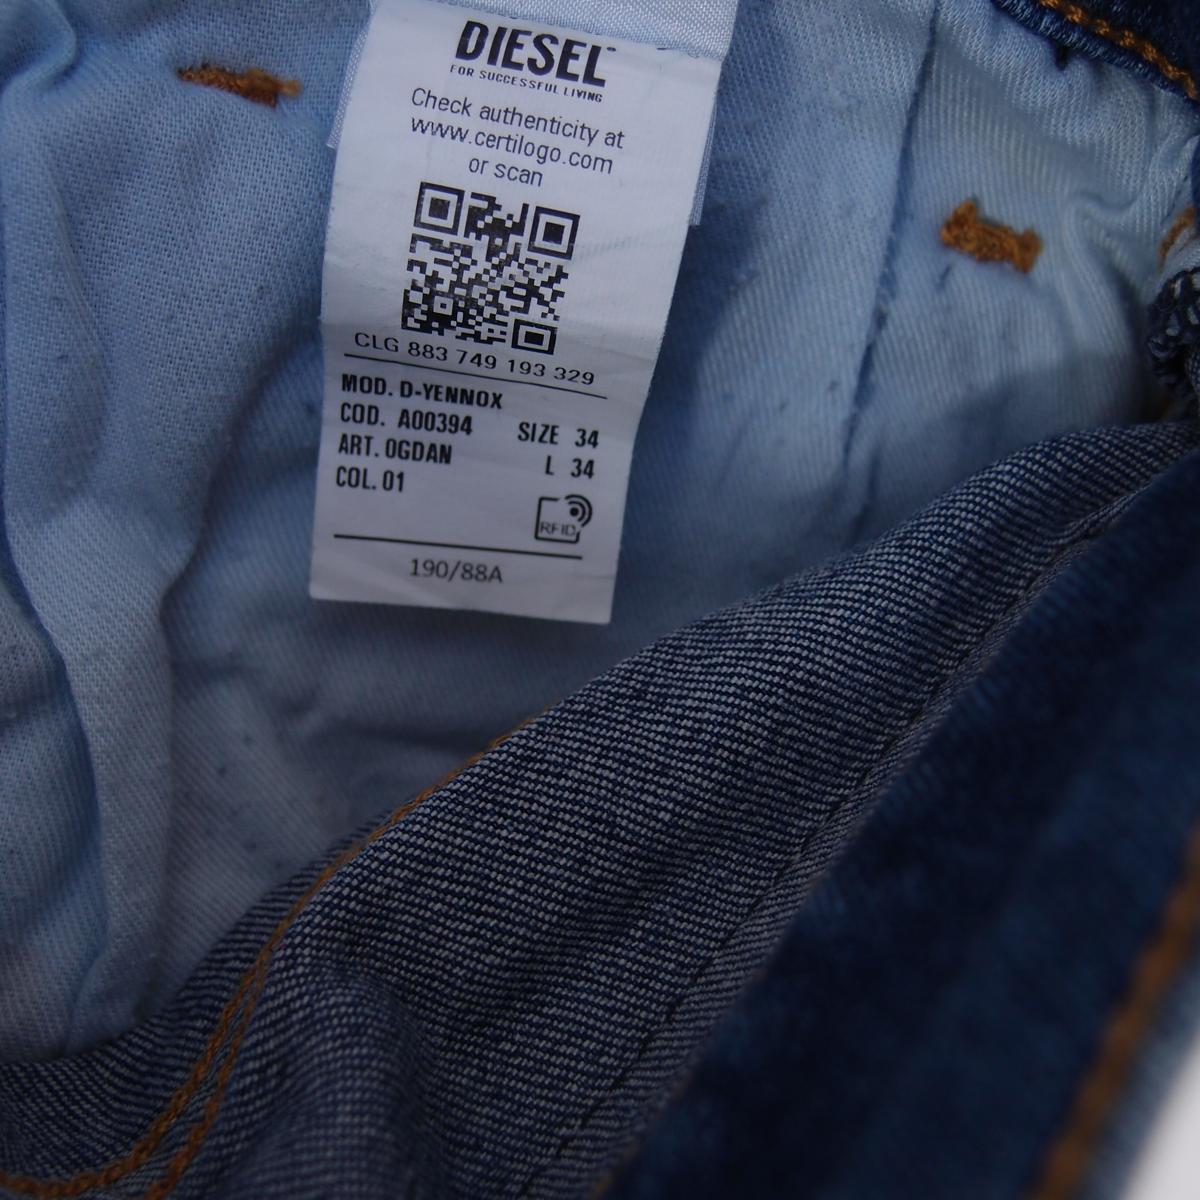 DIESEL
FOR SUCCESSFUL LIVING
Check authenticity at
www.certilogo.com
or scan
CLG 883 749 193 329
MOD. D-YENNOX
COD. A00394 SIZE 34
ART. 0GDAN L 34
COL. 01
RFID
190/88A